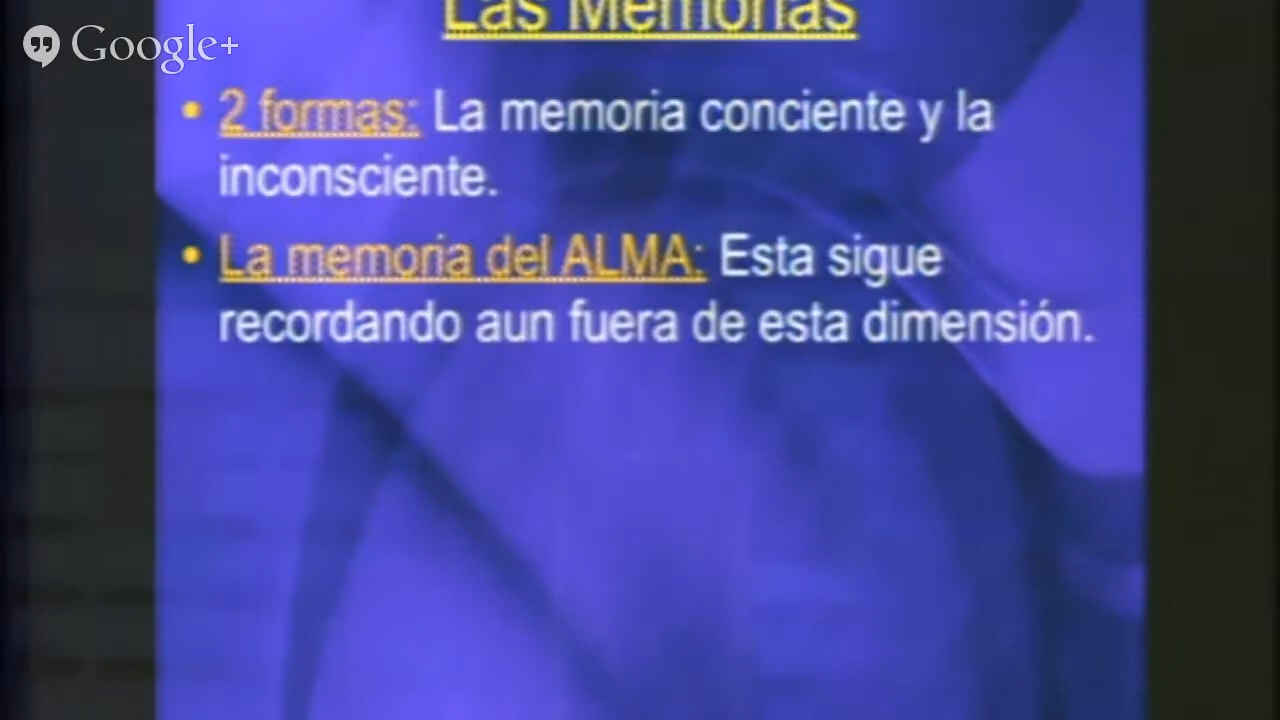 Google+
Las Memorias
• 2 formas: La memoria conciente y la
inconsciente.
• La memoria del ALMA: Esta sigue
recordando aun fuera de esta dimensión.